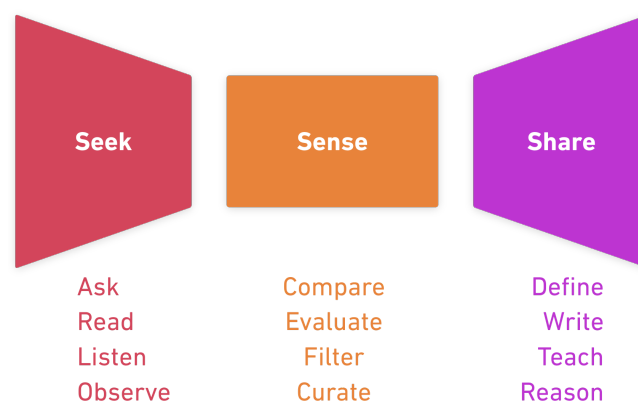 Seek
Sense
Share
Ask
Read
Listen
Observe
Compare
Evaluate
Filter
Curate
Define
Write
Teach
Reason